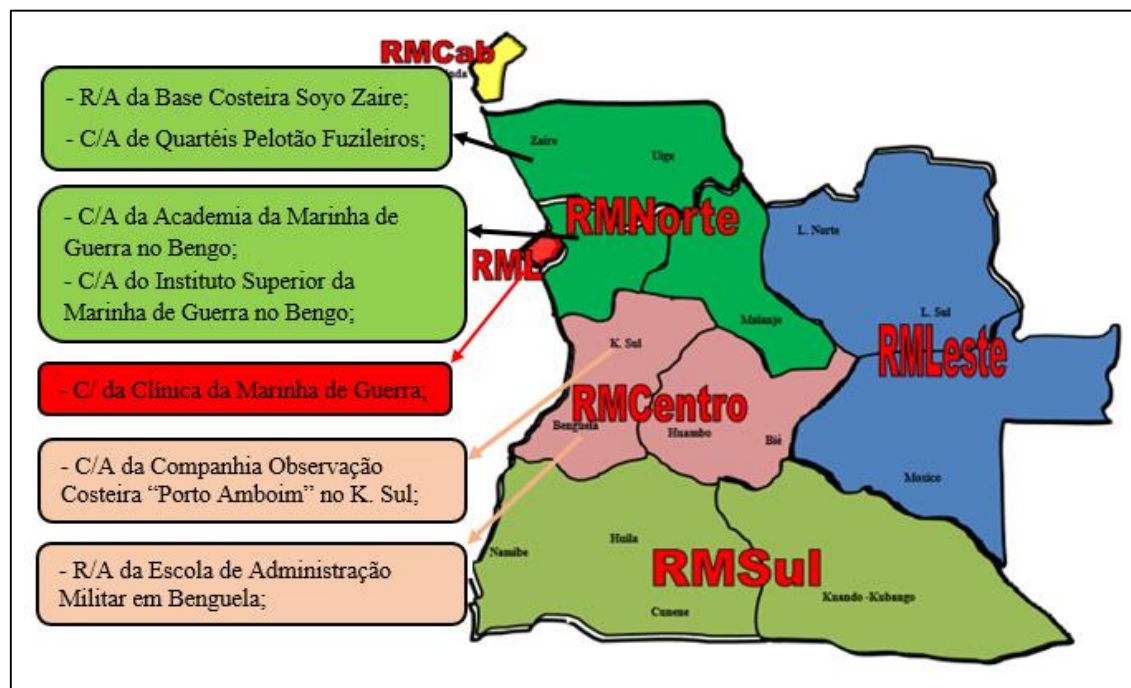 RMCab
nda
- R/A da Base Costeira Soyo Zaire;
- C/A de Quartéis Pelotão Fuzileiros;
- C/A da Academia da Marinha de
Guerra no Bengo;
- C/A do Instituto Superior da
Marinha de Guerra no Bengo;
- C/ da Clínica da Marinha de Guerra;
- C/A da Companhia Observação
Costeira “Porto Amboim” no K. Sul;
- R/A da Escola de Administração
Militar em Benguela;
Zaire
Uige
RMNorte
RML
Malanje
L. Norte
L. Sul
RMLeste
Moxico
K. Sul
RMCentro
Benguela
Huambo
Bié
Namibe
Huila
RMSul
Cunene
Kuando -Kubango